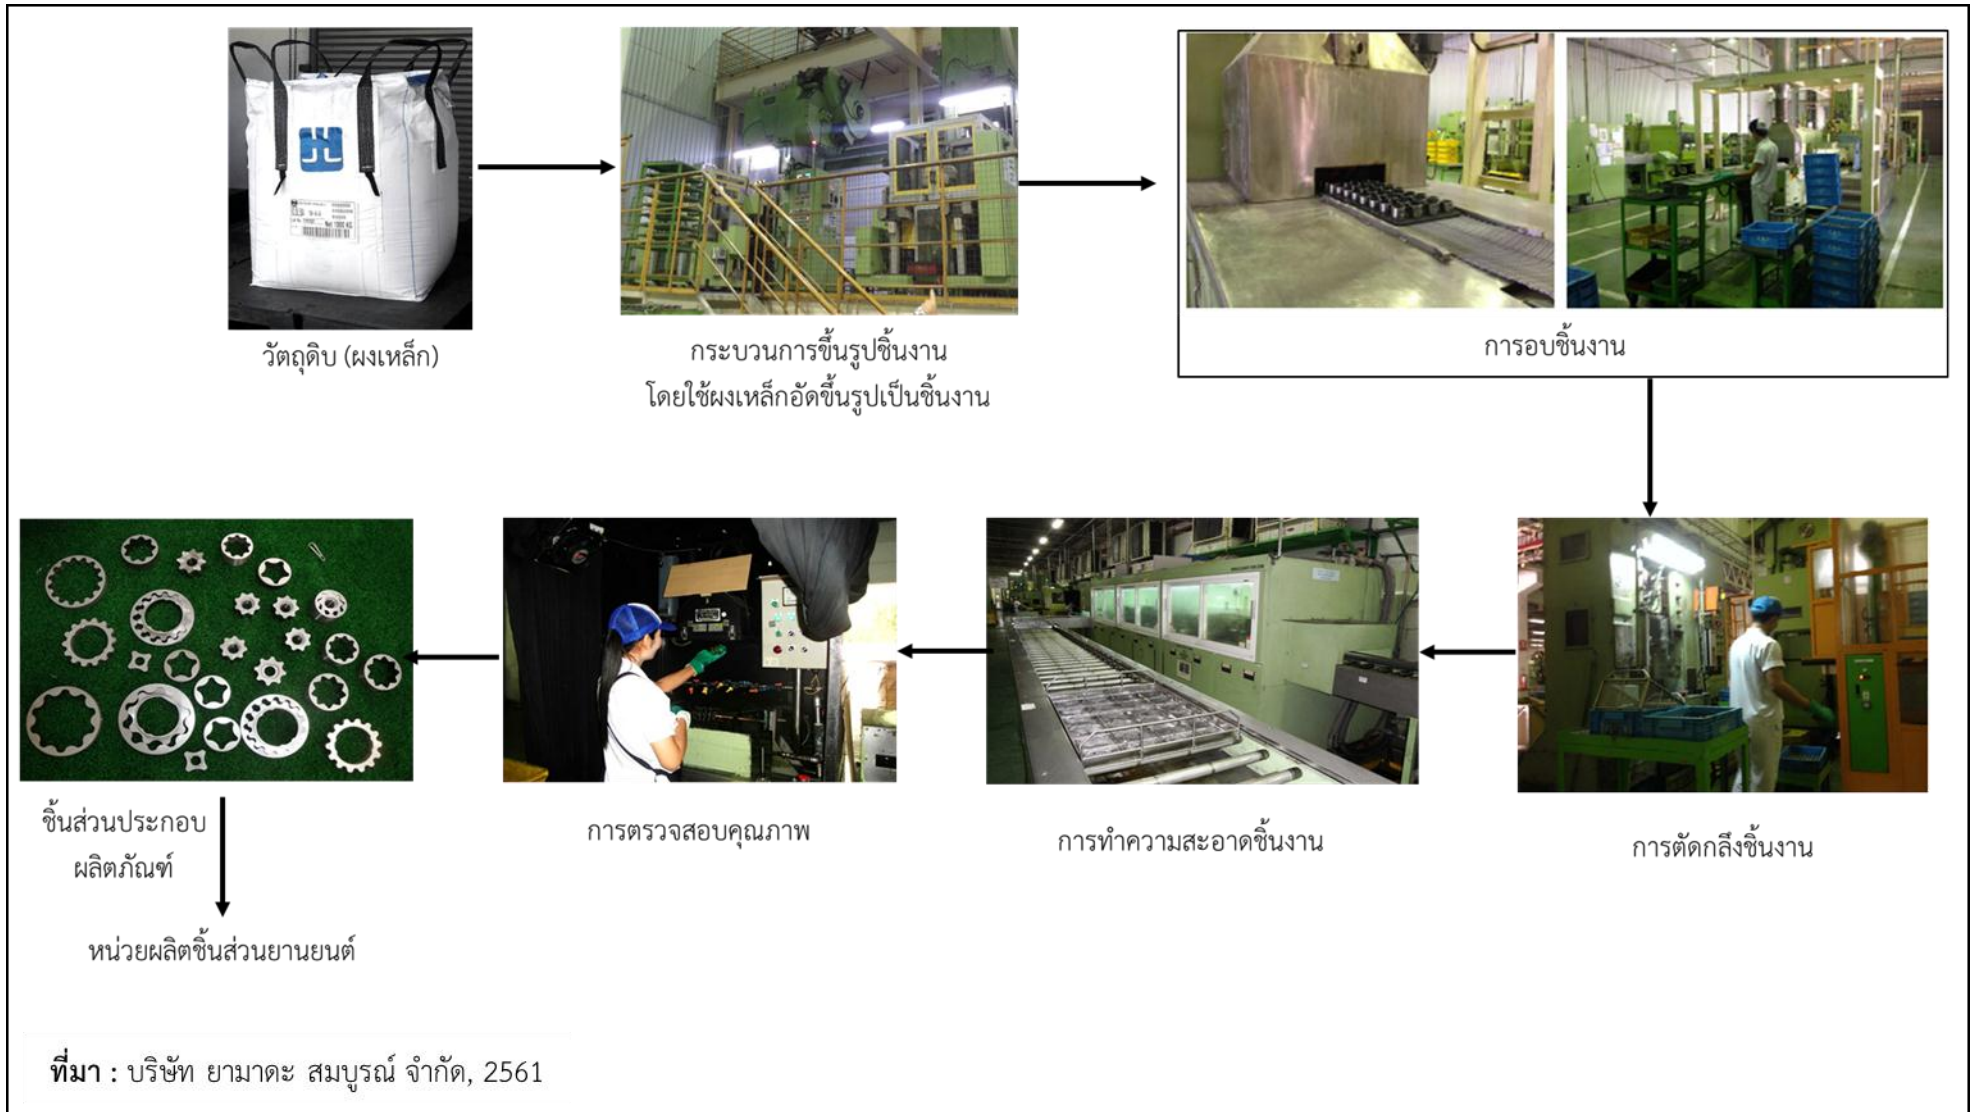 วัตถุดิบ (ผงเหล็ก)
กระบวนการขึ้นรูปชิ้นงาน
โดยใช้ผงเหล็กอัดขึ้นรูปเป็นชิ้นงาน
การอบชิ้นงาน
ชิ้นส่วนประกอบ
ผลิตภัณฑ์
การตรวจสอบคุณภาพ
การทำความสะอาดชิ้นงาน
การตัดกลึงชิ้นงาน
หน่วยผลิตชิ้นส่วนยานยนต์
ที่มา : บริษัท ยามาดะ สมบูรณ์ จำกัด, 2561